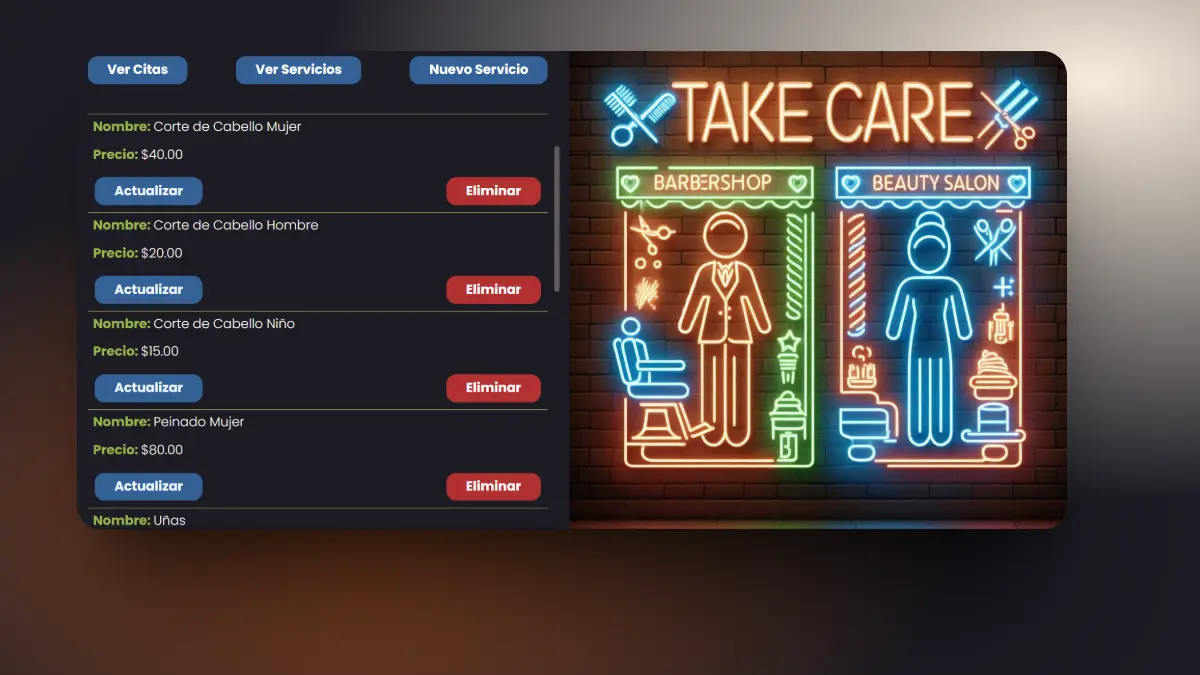 Ver Citas
Ver Servicios
Nuevo Servicio
Nombre: Corte de Cabello Mujer
Precio: $40.00
Actualizar
Eliminar
Nombre: Corte de Cabello Hombre
Precio: $20.00
Actualizar
Eliminar
Nombre: Corte de Cabello Niño
Precio: $15.00
Actualizar
Eliminar
Nombre: Peinado Mujer
Precio: $80.00
Actualizar
Eliminar
Nombre: Uñas
TAKE CARE
BARBERSHOP
BEAUTY SALON